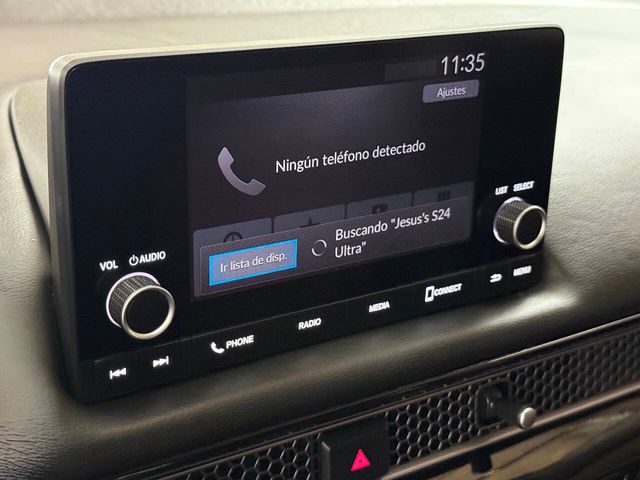 11:35
Ajustes
Ningún teléfono detectado
LIST SELECT
Buscando "Jesus's S24
Ultra"
Ir lista de disp.
VOL AUDIO
PHONE
RADIO
MEDIA
CONNECT
MENU